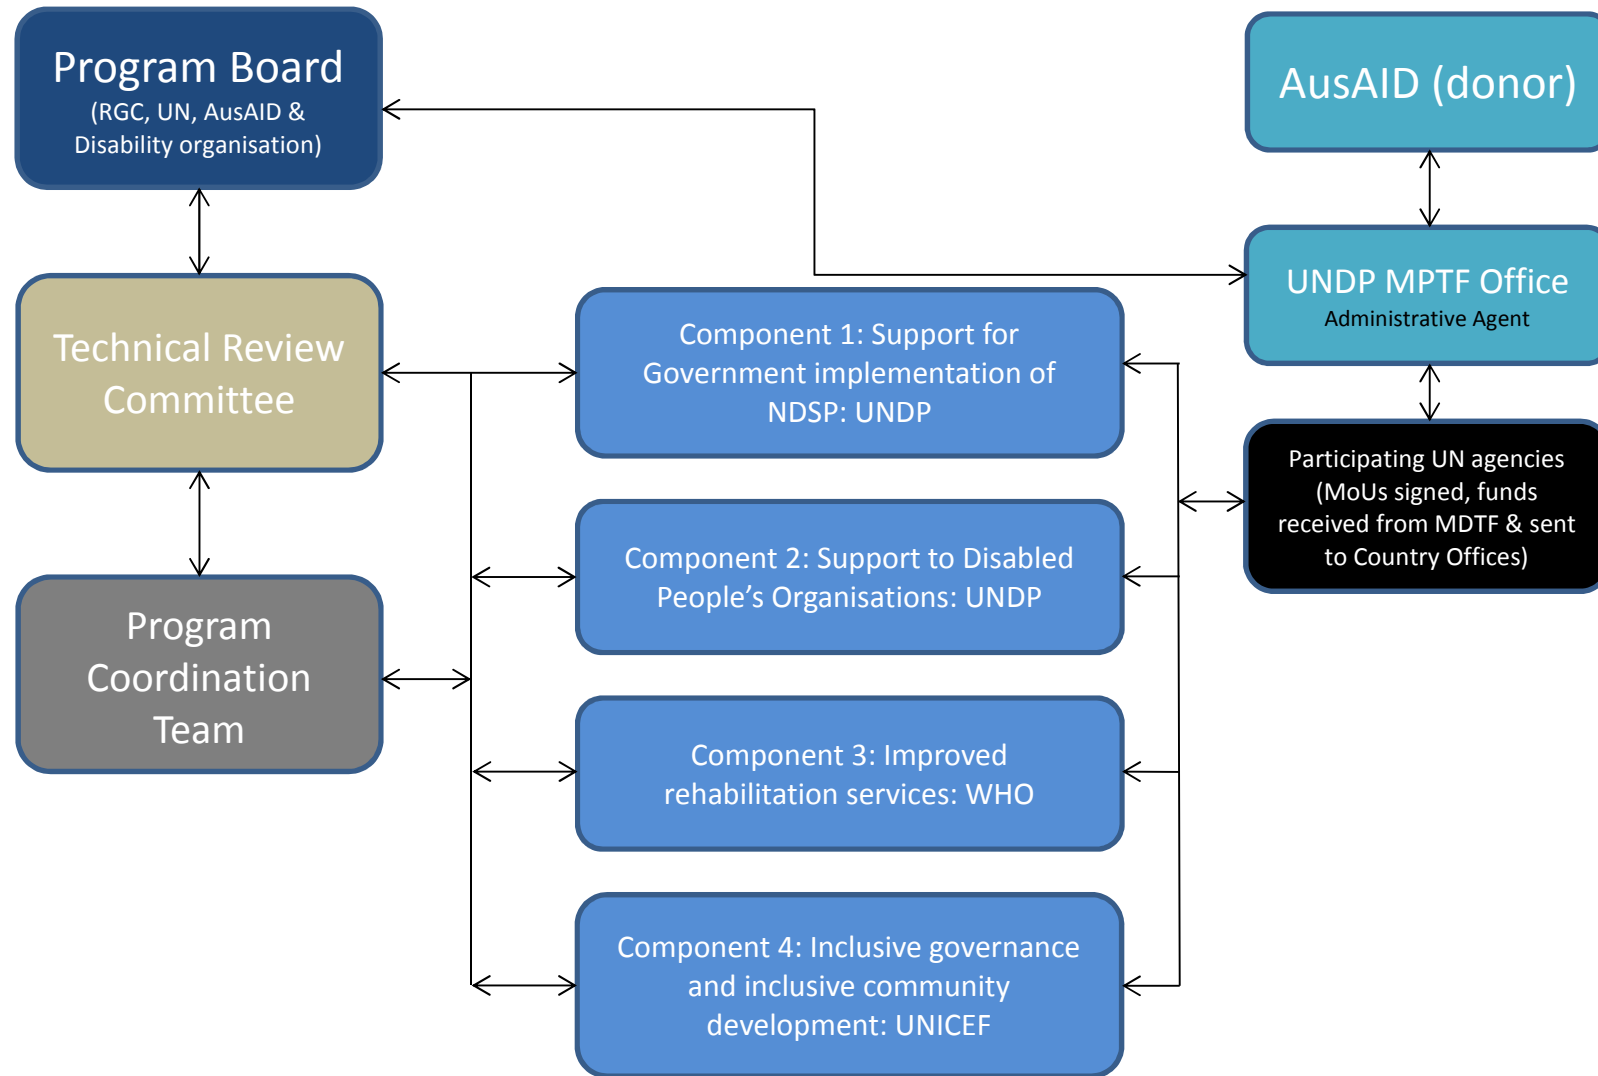 Program Board
(RGC, UN, AusAID &
Disability organisation)
AusAID (donor)
UNDP MPTF Office
Administrative Agent
Technical Review
Committee
Component 1: Support for
Government implementation of
NDSP: UNDP
Participating UN agencies
(MoUs signed, funds
received from MDTF & sent
to Country Offices)
Component 2: Support to Disabled
People’s Organisations: UNDP
Program
Coordination
Team
Component 3: Improved
rehabilitation services: WHO
Component 4: Inclusive governance
and inclusive community
development: UNICEF